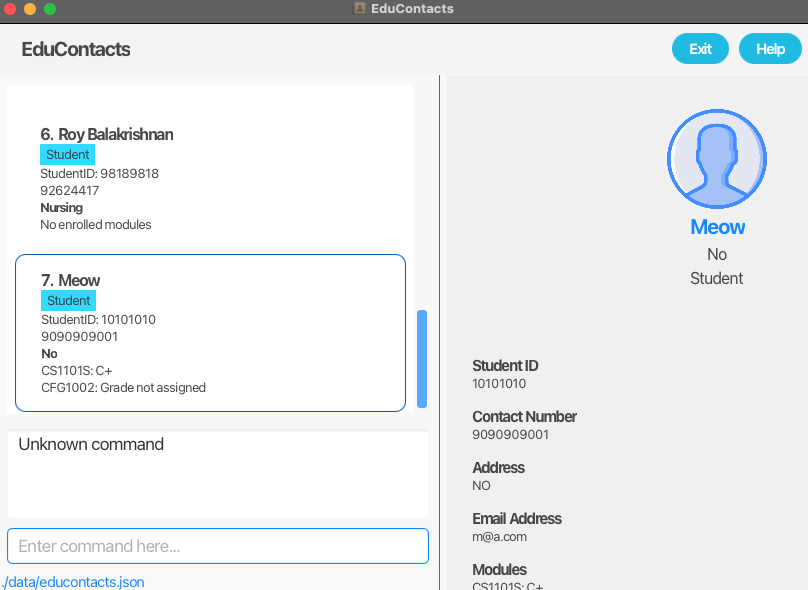 EduContacts
EduContacts
Exit
Help
6. Roy Balakrishnan
Student
StudentID: 98189818
92624417
Nursing
No enrolled modules
7. Meow
Student
StudentID: 10101010
9090909001
No
CS1101S: C+
CFG1002: Grade not assigned
Unknown command
Enter command here...
./data/educontacts.json
Meow
No
Student
Student ID
10101010
Contact Number
9090909001
Address
NO
Email Address
m@a.com
Modules
CS1101S: C+